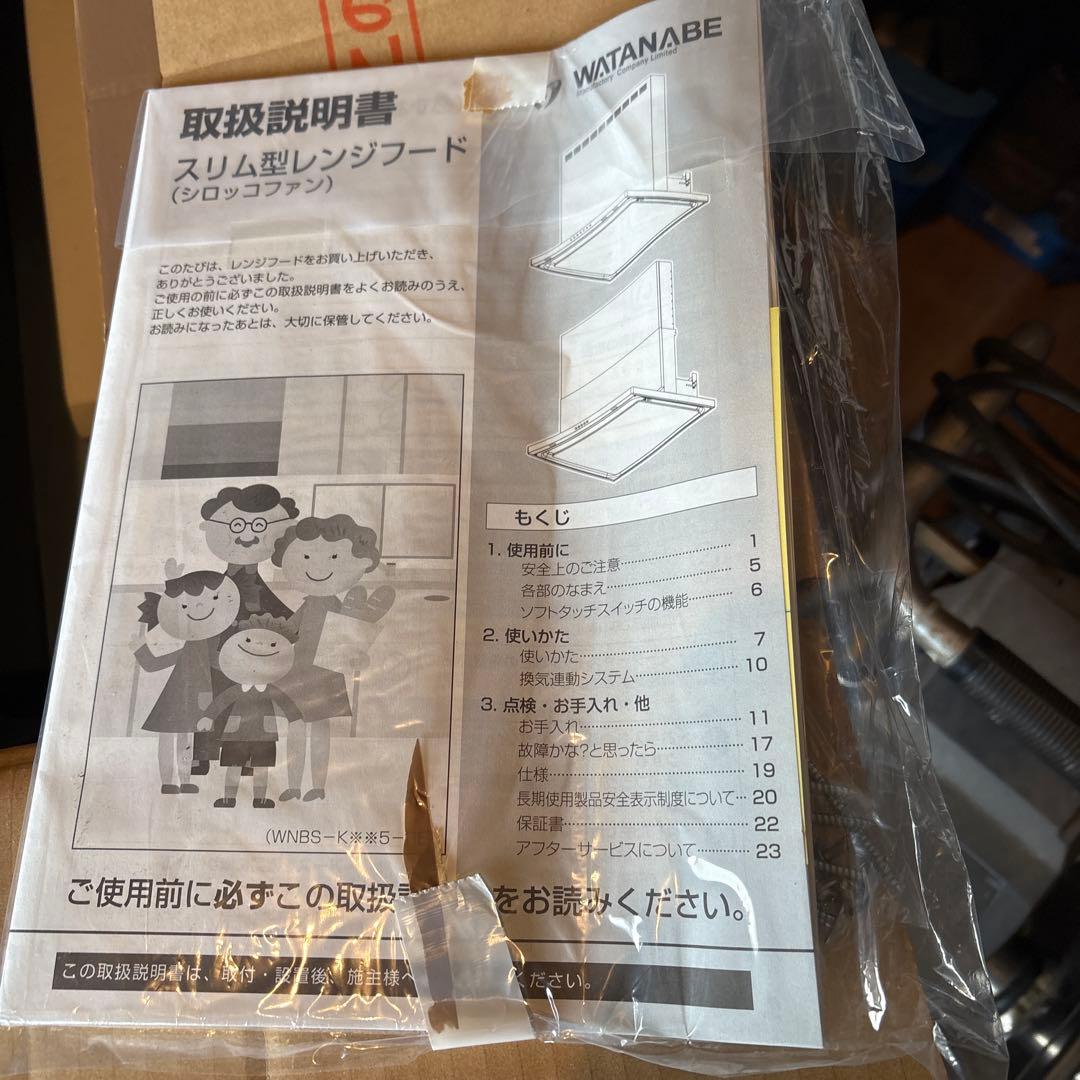 WATANABE
Manufactory Company Limited
取扱説明書
スリム型レンジフード
(シロッコファン)
このたびは、レンジフードをお買い上げいただき、
ありがとうございました。
ご使用の前に必ずこの取扱説明書をよくお読みのうえ、
正しくお使いください。
お読みになったあとは、大切に保管してください。
もくじ
1. 使用前に
安全上のご注意 1
各部のなまえ 5
ソフトタッチスイッチの機能 6
2. 使いかた
使いかた 7
換気連動システム 10
3. 点検・お手入れ・他
お手入れ 11
故障かな?と思ったら 17
仕様 19
長期使用製品安全表示制度について 20
保証書 22
アフターサービスについて 23
(WNBS-K※※5-
ご使用前に必ずこの取扱 をお読みください。
この取扱説明書は、取付・設置後、施主様へ ください。